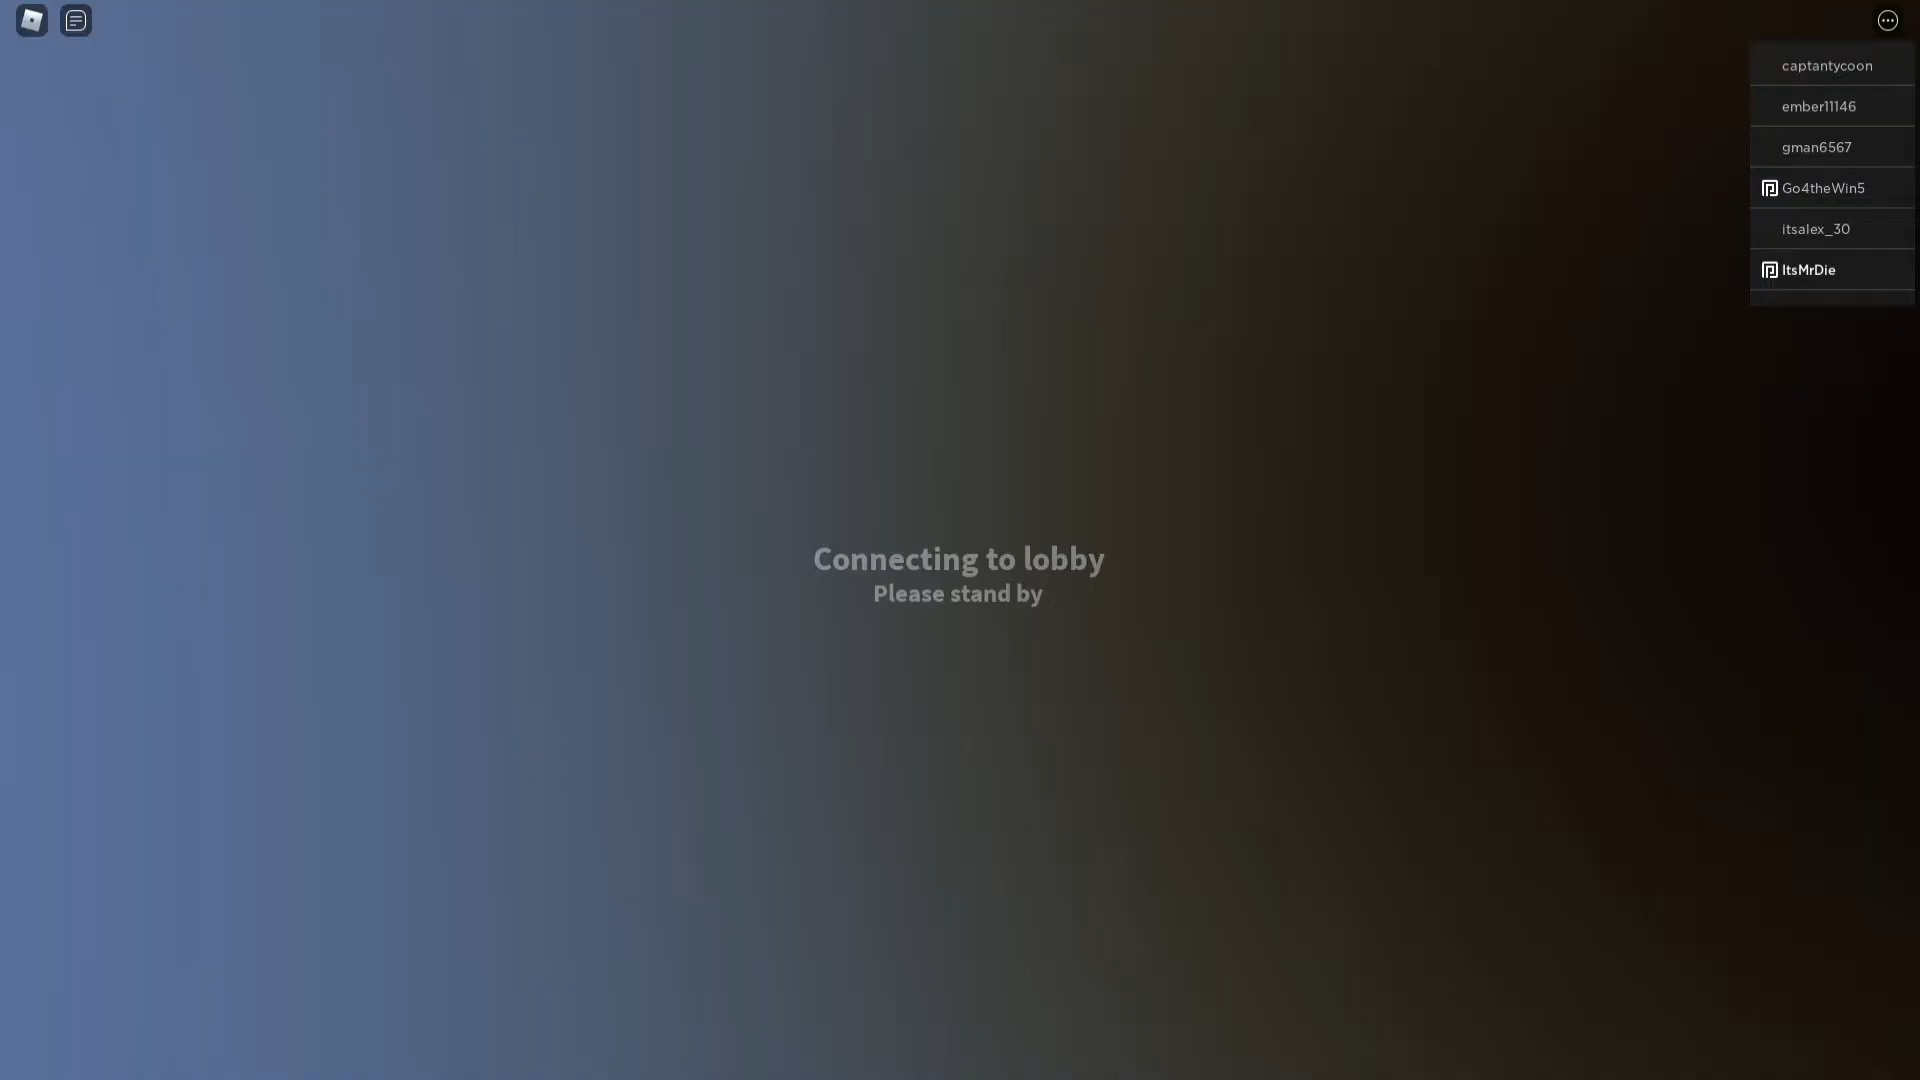 captantycoon
ember11146
gman6567
Go4theWin5
itsalex_30
ItsMrDie
Connecting to lobby
Please stand by